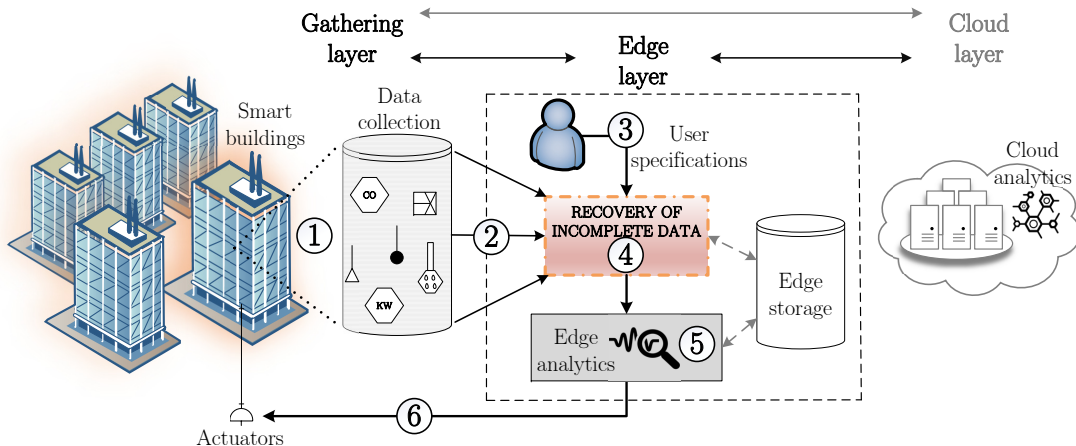 Gathering
layer
Edge
layer
Cloud
layer
Smart
buildings
Data
collection
User
specifications
Cloud
analytics
CO
KW
1
2
3
RECOVERY OF
INCOMPLETE DATA
4
Edge
storage
Edge
analytics
5
6
Actuators